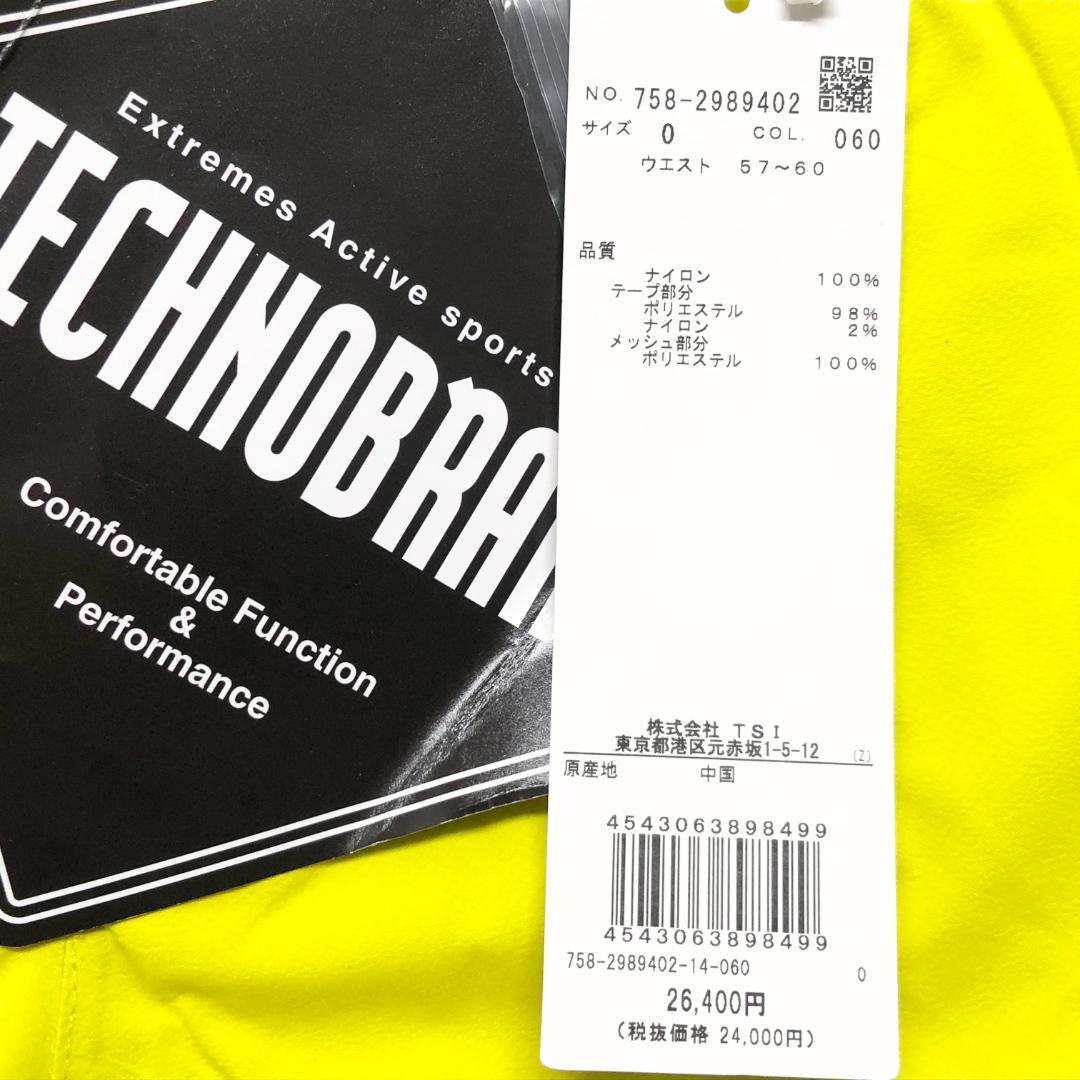 Extremes Active sports
TECHNOBRA
Comfortable Function
&
Performance
NO. 758-2989402
サイズ 0 COL. 060
ウエスト 57~60
品質
ナイロン 100%
テープ部分
ポリエステル 98%
ナイロン 2%
メッシュ部分
ポリエステル 100%
株式会社 TSI
東京都港区元赤坂1-5-12 (Z)
原産地 中国
4543063898499
4543063898499
758-2989402-14-060 0
26,400円
(税抜価格 24,000円)